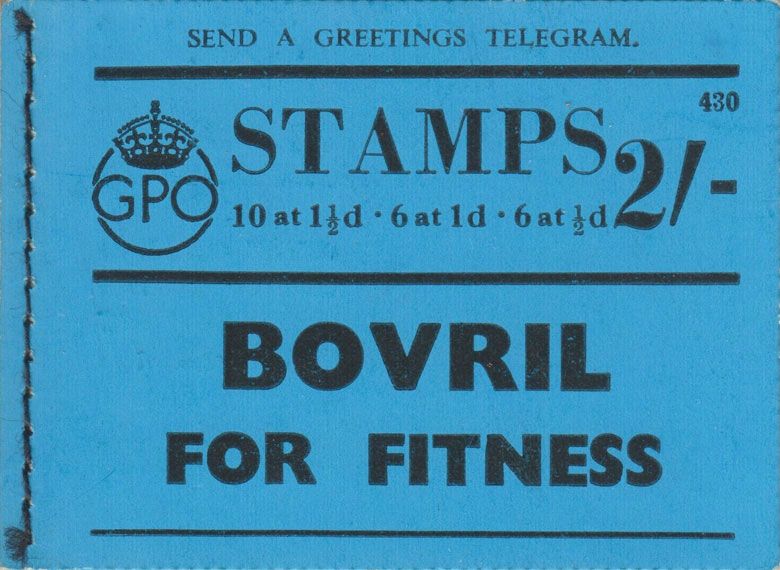 SEND A GREETINGS TELEGRAM.
430
STAMPS 2/-
GPO
10 at 1½d · 6 at 1d · 6 at ½d
BOVRIL
FOR FITNESS